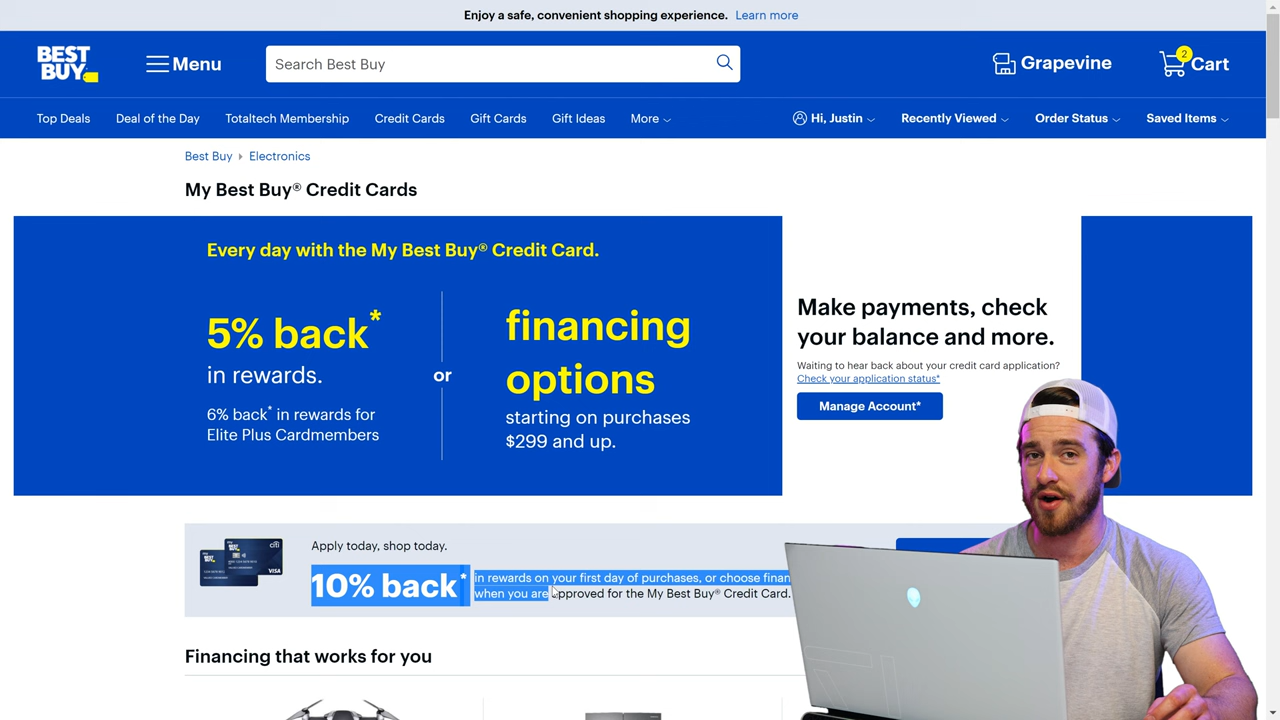 Enjoy a safe, convenient shopping experience. Learn more
BEST
BUY
Menu
Search Best Buy
Grapevine
2
Cart
Top Deals
Deal of the Day
Totaltech Membership
Credit Cards
Gift Cards
Gift Ideas
More
Hi, Justin
Recently Viewed
Order Status
Saved Items
Best Buy
Electronics
My Best Buy® Credit Cards
Every day with the My Best Buy® Credit Card.
5% back*
in rewards.
6% back* in rewards for
Elite Plus Cardmembers
or
financing
options
starting on purchases
$299 and up.
Make payments, check
your balance and more.
Waiting to hear back about your credit card application?
Check your application status*
Manage Account*
citi
BEST
BUY
VISA
Apply today, shop today.
10% back*
in rewards on your first day of purchases, or choose
when you are approved for the My Best Buy® Credit Card.
Financing that works for you